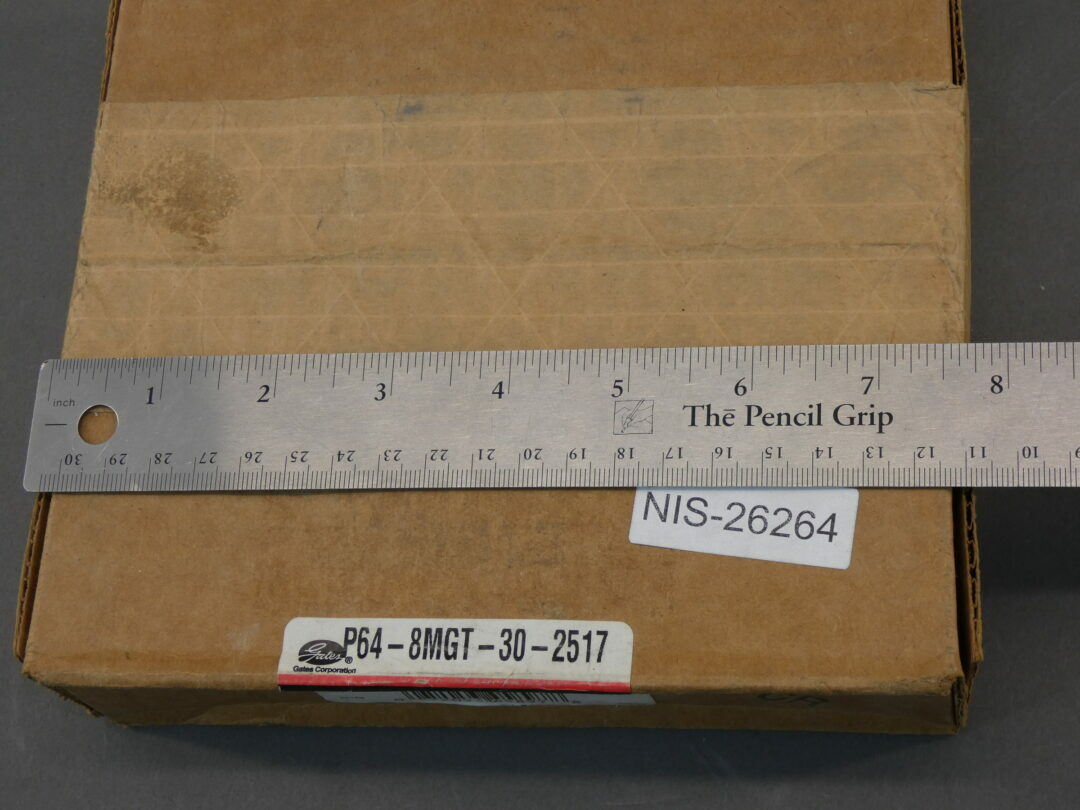 1 2 3 4 5 6 7 8
inch
The Pencil Grip
30 29 28 27 26 25 24 23 22 21 20 19 18 17 16 15 14 13 12 11 10 9
NIS-26264
Gates® P64-8MGT-30-2517
Gates Corporation